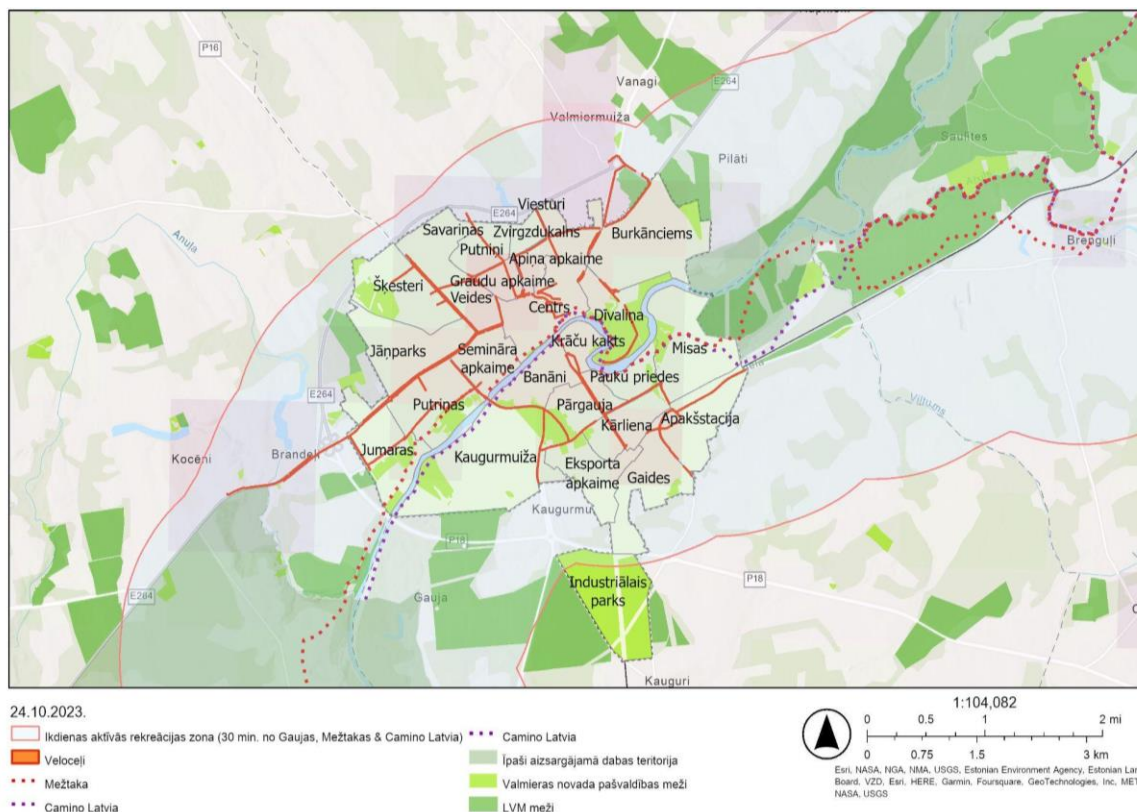 P16
Vanagi
E264
Valmiermuiža
Pilāti
Saulītes
Anuļa
E264
Viesturi
Savariņas
Zvirgzdukalns
Putniņi
Burkānciems
Brenguļi
Apiņa apkaime
Šķesteri
Graudu apkaime
Veides
Centrs
Dīvaliņa
Jāņparks
Semināra
apkaime
Krāču kakts
Misas
Banāni
Pauku priedes
E264
Putriņas
Pārgauja
Kārliena
Apakšstacija
Kocēni
Brandeļi
Jumaras
Kaugurmuiža
Eksporta
apkaime
Gaides
Kaugurmu
P18
E264
Gauja
Industriālais
parks
P18
Kauguri
24.10.2023.
Ikdienas aktīvās rekreācijas zona (30 min. no Gaujas, Mežtakas & Camino Latvia)
Veloceļi
Mežtaka
Camino Latvia
Camino Latvia
Īpaši aizsargājamā dabas teritorija
Valmieras novada pašvaldības meži
LVM meži
1:104,082
0 0.5 1 2 mi
0 0.75 1.5 3 km
Esri, NASA, NGA, NMA, USGS, Estonian Environment Agency, Estonian Lan
Board, VZD, Esri, HERE, Garmin, Foursquare, GeoTechnologies, Inc, MET
NASA, USGS